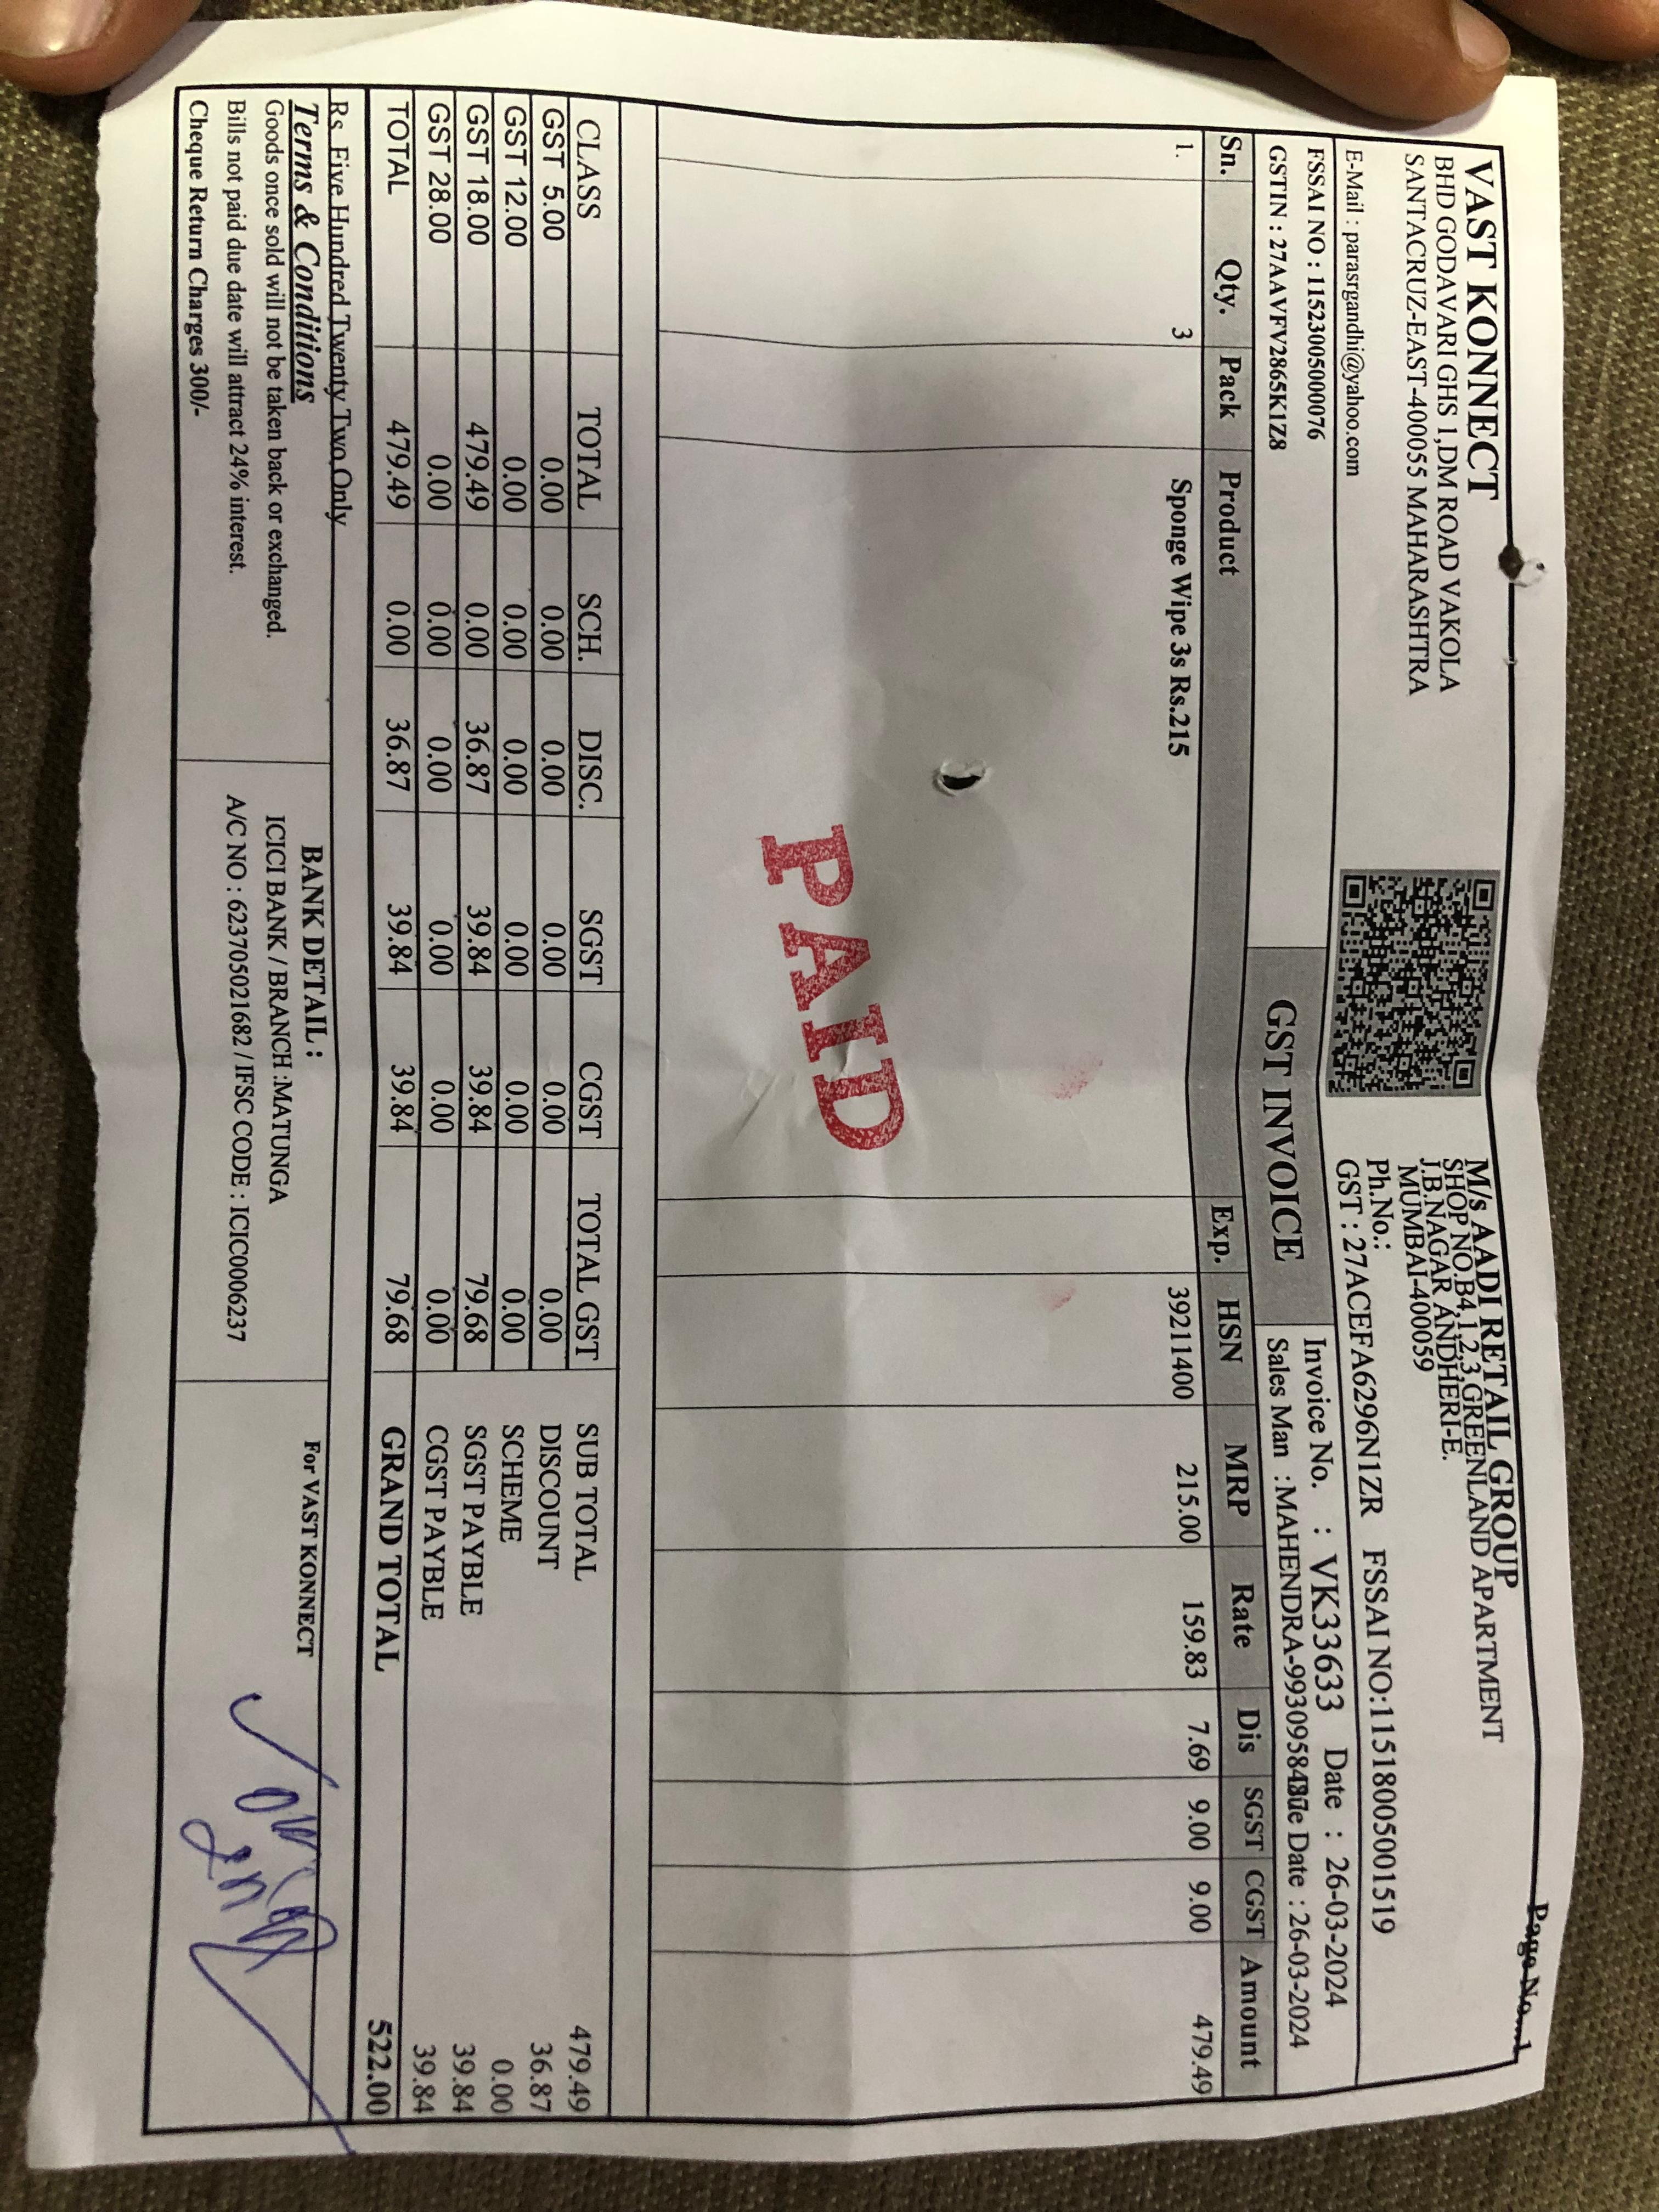 Page No...1
VAST KONNECT
BHD GODAVARI GHS 1,DM ROAD VAKOLA
SANTACRUZ-EAST-400055 MAHARASHTRA
E-Mail : parasrgandhi@yahoo.com
FSSAI NO : 11523005000076
GSTIN : 27AAVFV2865K1Z8
M/s AADI RETAIL GROUP
SHOP NO.B4,1,2,3,GREENLAND APARTMENT
J.B.NAGAR ANDHERI-E.
MUMBAI-400059
Ph.No.:
GST : 27ACEFA6296N1ZR FSSAI NO:11518005001519
GST INVOICE
Invoice No. : VK33633 Date : 26-03-2024
Sales Man :MAHENDRA- Due Date : 26-03-2024
Sn. Qty. Pack Product Exp. HSN MRP Rate Dis SGST CGST Amount
1. 3 Sponge Wipe 3s Rs.215 39211400 215.00 159.83 7.69 9.00 9.00 479.49
PAID
CLASS TOTAL SCH. DISC. SGST CGST TOTAL GST
GST 5.00 0.00 0.00 0.00 0.00 0.00 0.00
GST 12.00 0.00 0.00 0.00 0.00 0.00 0.00
GST 18.00 479.49 0.00 36.87 39.84 39.84 79.68
GST 28.00 0.00 0.00 0.00 0.00 0.00 0.00
TOTAL 479.49 0.00 36.87 39.84 39.84 79.68
SUB TOTAL 479.49
DISCOUNT 36.87
SCHEME 0.00
SGST PAYBLE 39.84
CGST PAYBLE 39.84
GRAND TOTAL 522.00
Rs. Five Hundred Twenty Two Only
Terms & Conditions
Goods once sold will not be taken back or exchanged.
Bills not paid due date will attract 24% interest.
Cheque Return Charges 300/-
BANK DETAIL :
ICICI BANK / BRANCH :MATUNGA
A/C NO : 623705021682 / IFSC CODE : ICIC0006237
For VAST KONNECT